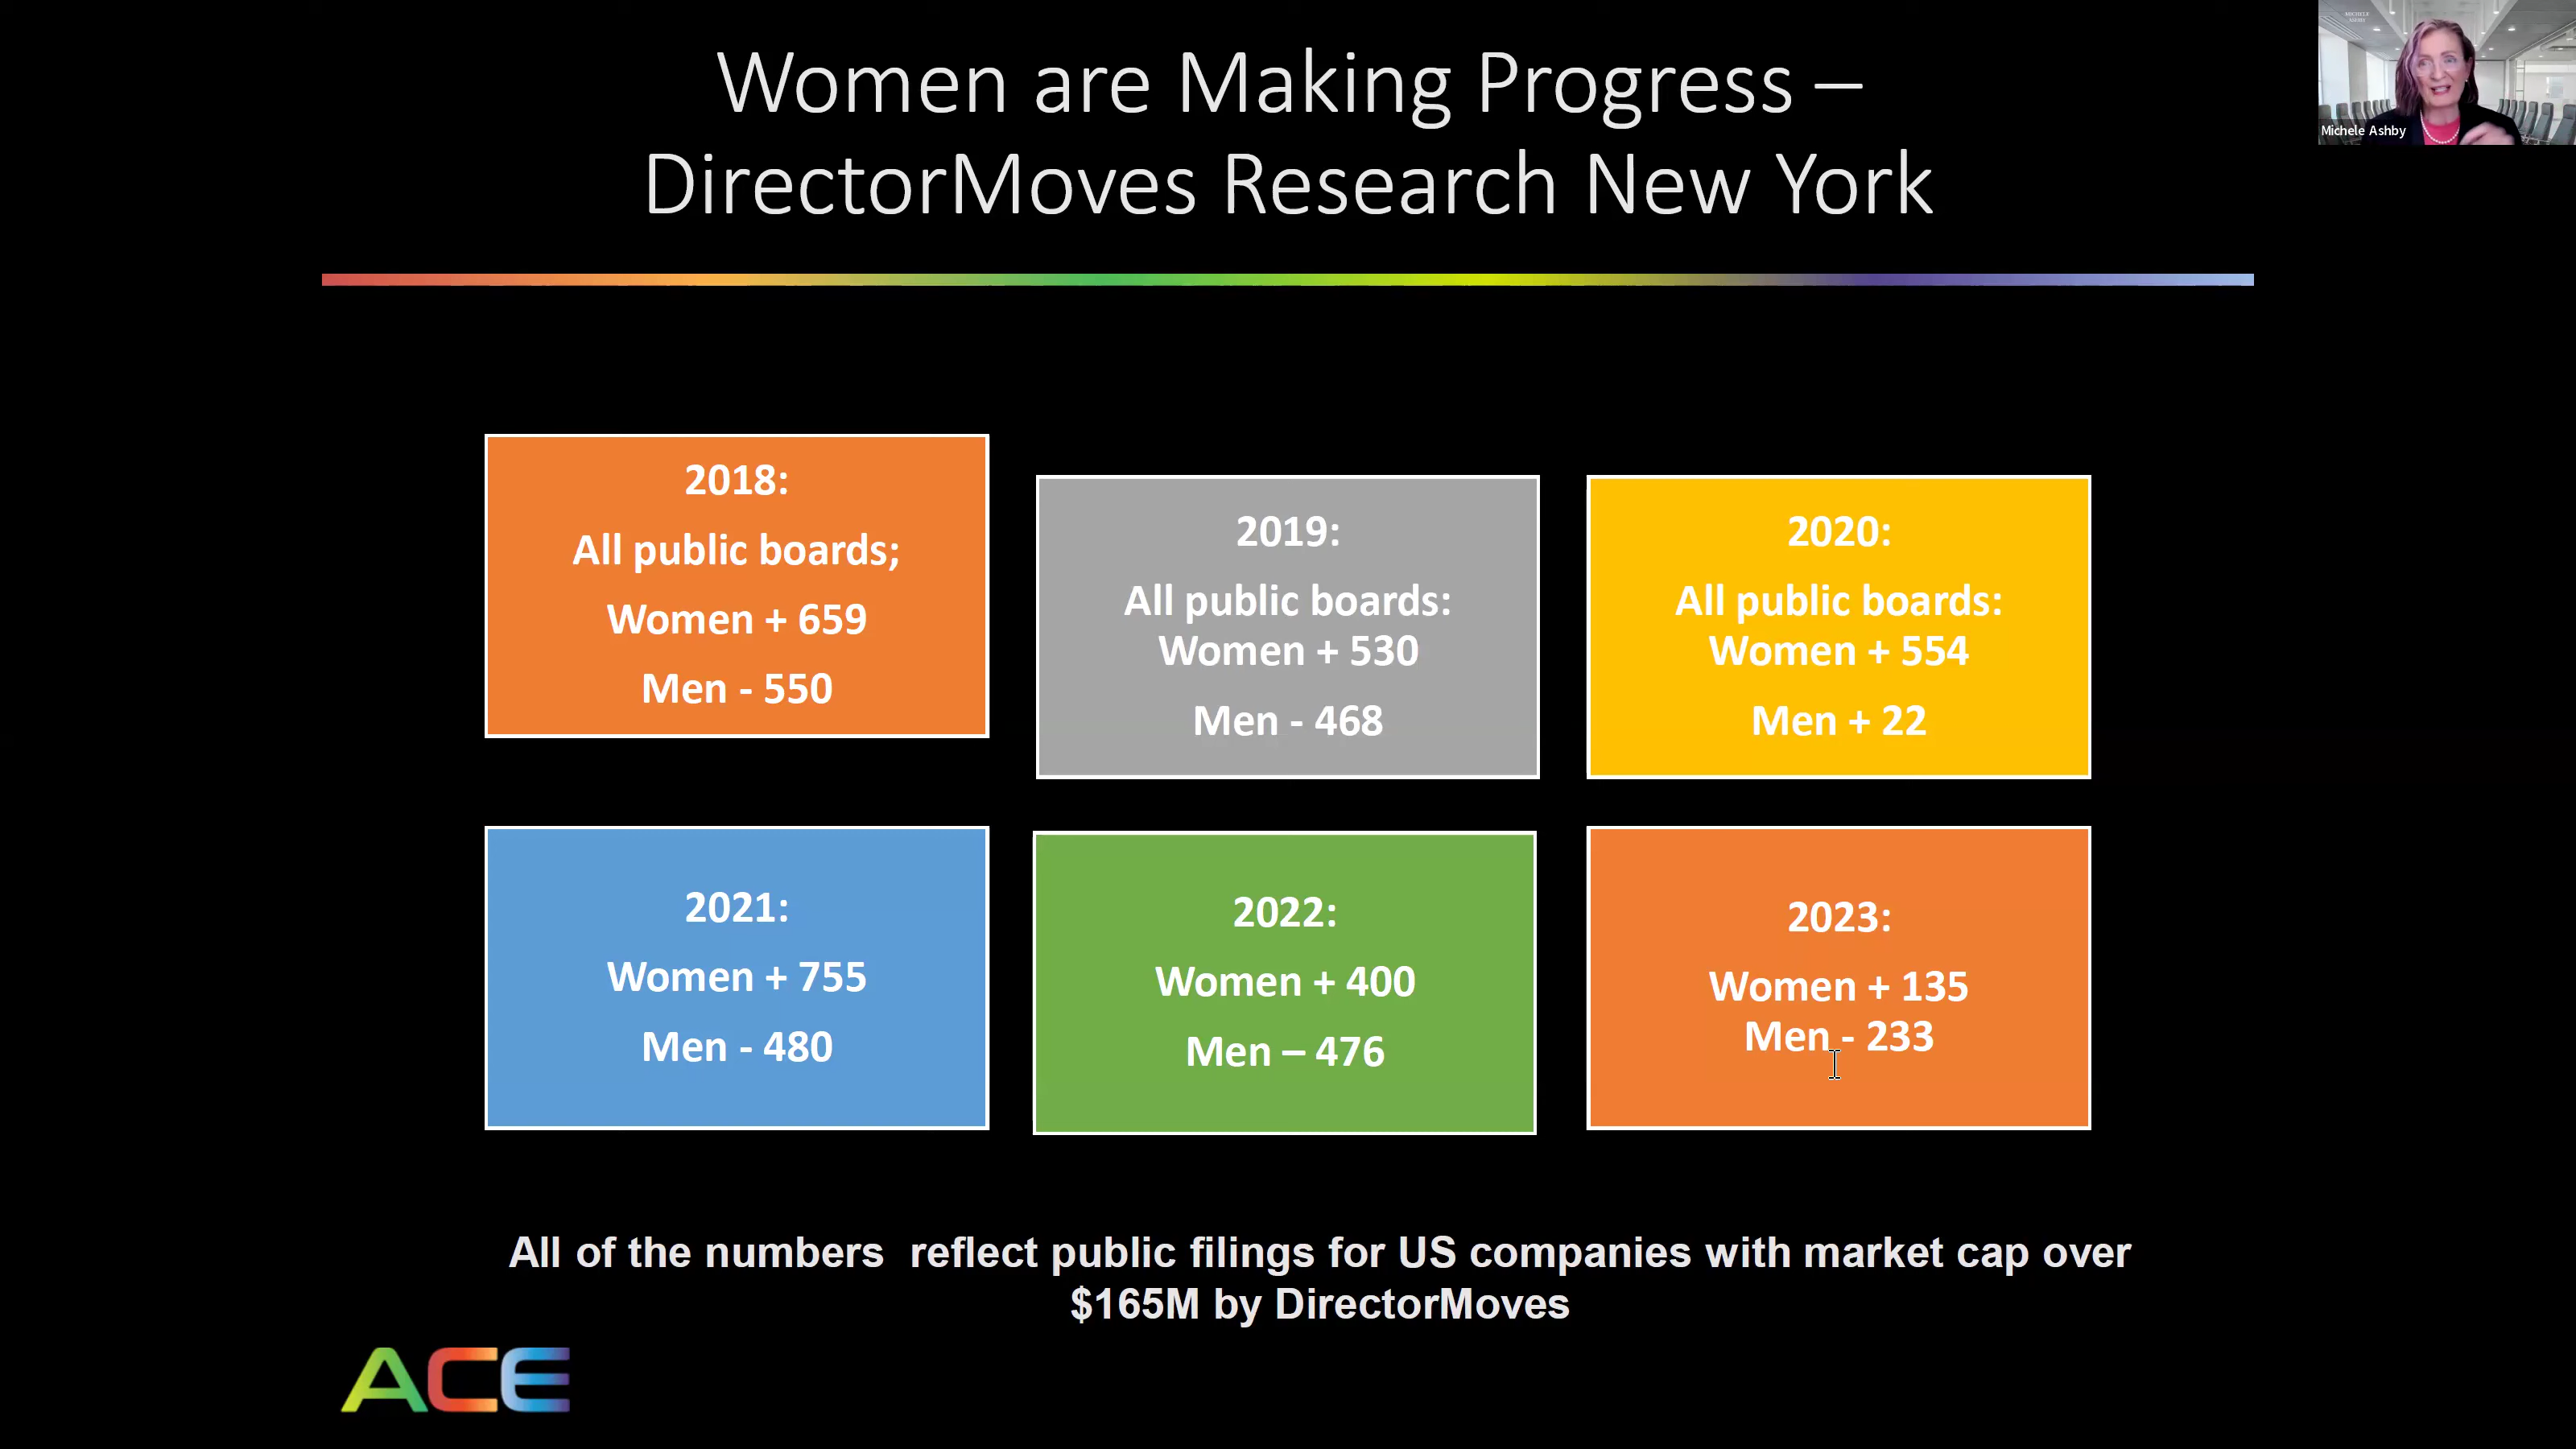 Women are Making Progress –
DirectorMoves Research New York
MICHELE
ASHBY
Michele Ashby
2018:
All public boards;
Women + 659
Men - 550
2019:
All public boards:
Women + 530
Men - 468
2020:
All public boards:
Women + 554
Men + 22
2021:
Women + 755
Men - 480
2022:
Women + 400
Men – 476
2023:
Women + 135
Men - 233
All of the numbers  reflect public filings for US companies with market cap over
$165M by DirectorMoves
ACE